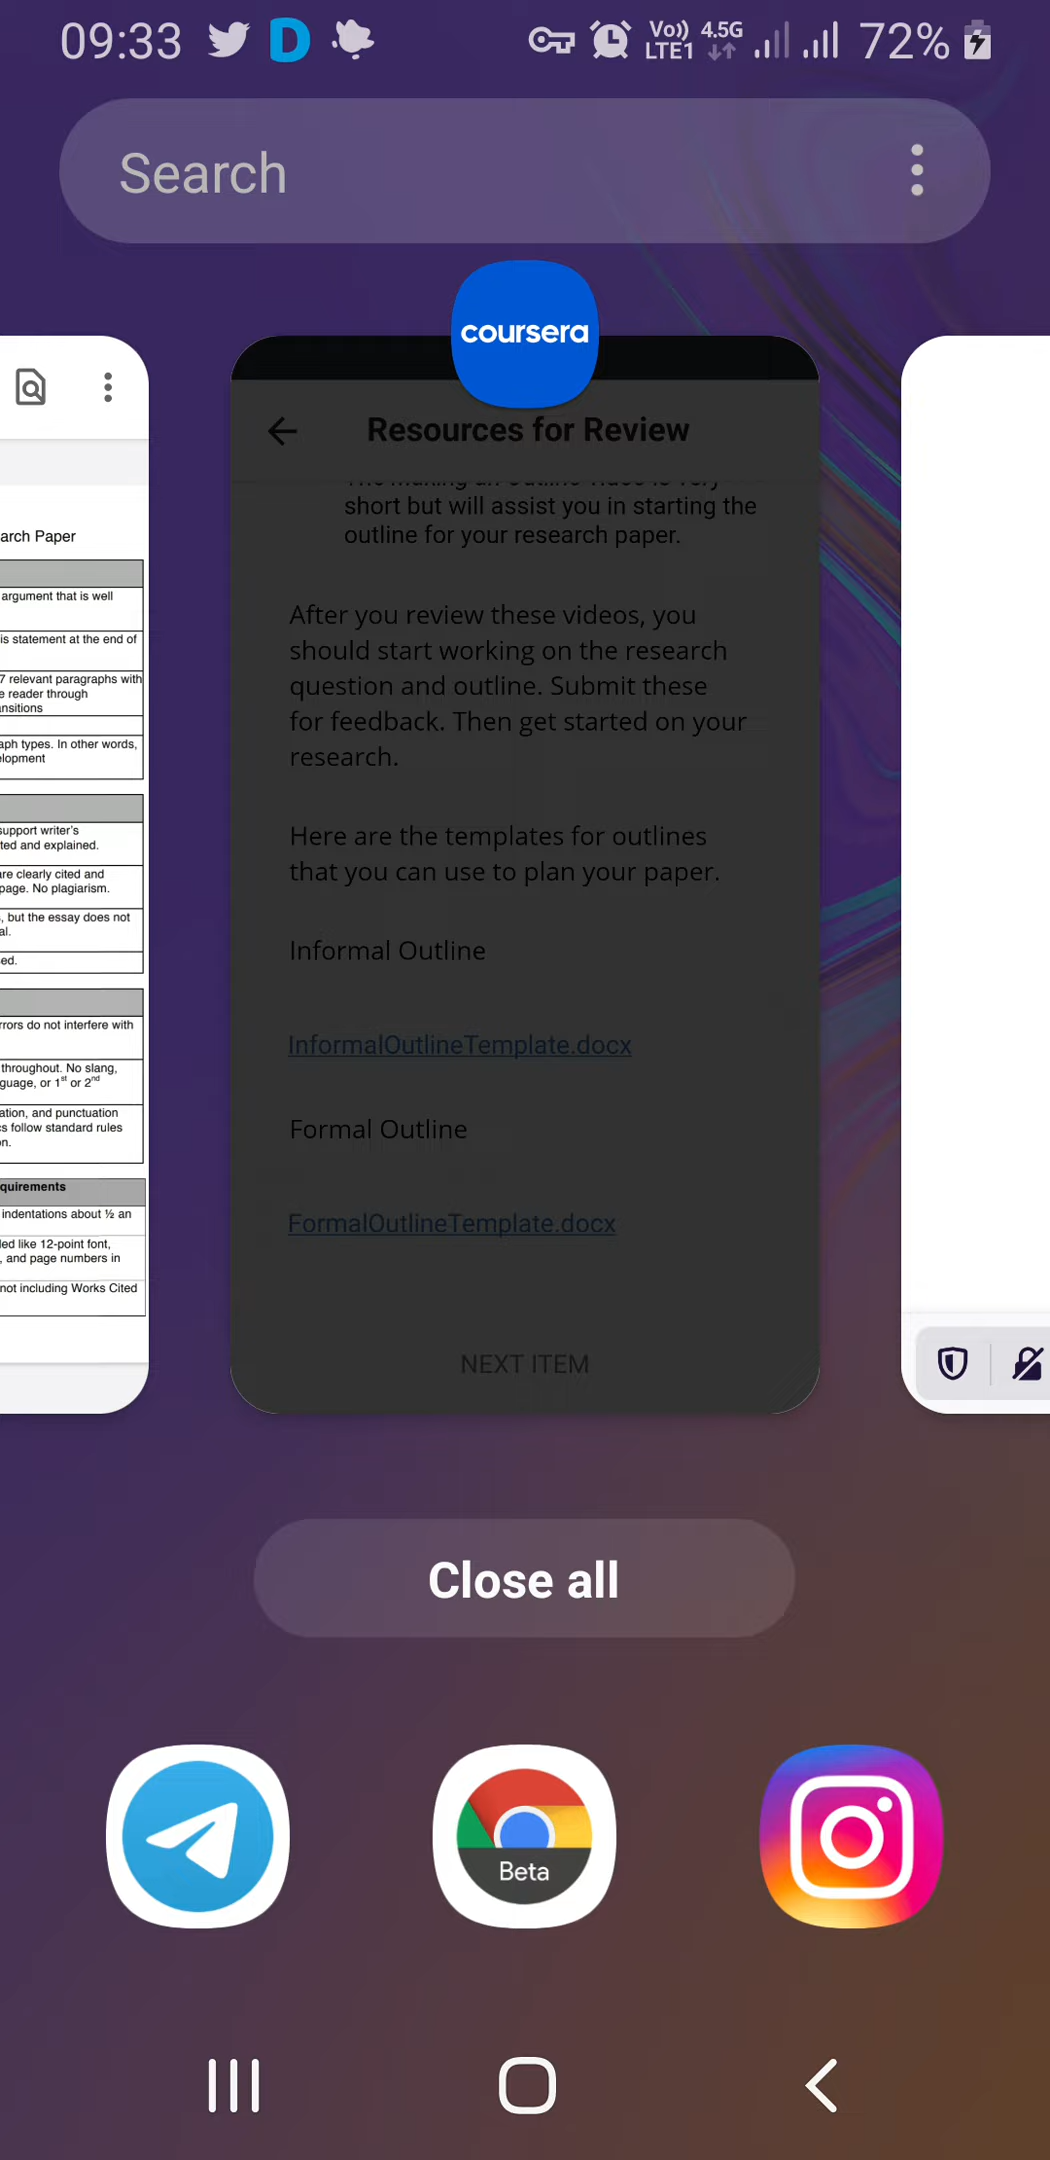 09:33
Vo)) 4.5G
LTE1
72%
Search
coursera
Resources for Review
short but will assist you in starting the
outline for your research paper.
After you review these videos, you
should start working on the research
question and outline. Submit these
for feedback. Then get started on your
research.
Here are the templates for outlines
that you can use to plan your paper.
Informal Outline
InformalOutlineTemplate.docx
Formal Outline
FormalOutlineTemplate.docx
NEXT ITEM
arch Paper
argument that is well
is statement at the end of
7 relevant paragraphs with
e reader through
nsitions
aph types. In other words,
elopment
support writer's
ted and explained.
are clearly cited and
page. No plagiarism.
, but the essay does not
al.
sed.
rrors do not interfere with
throughout. No slang,
guage, or 1st or 2nd
ation, and punctuation
cs follow standard rules
on.
quirements
indentations about ½ an
led like 12-point font,
, and page numbers in
not including Works Cited
Close all
Beta